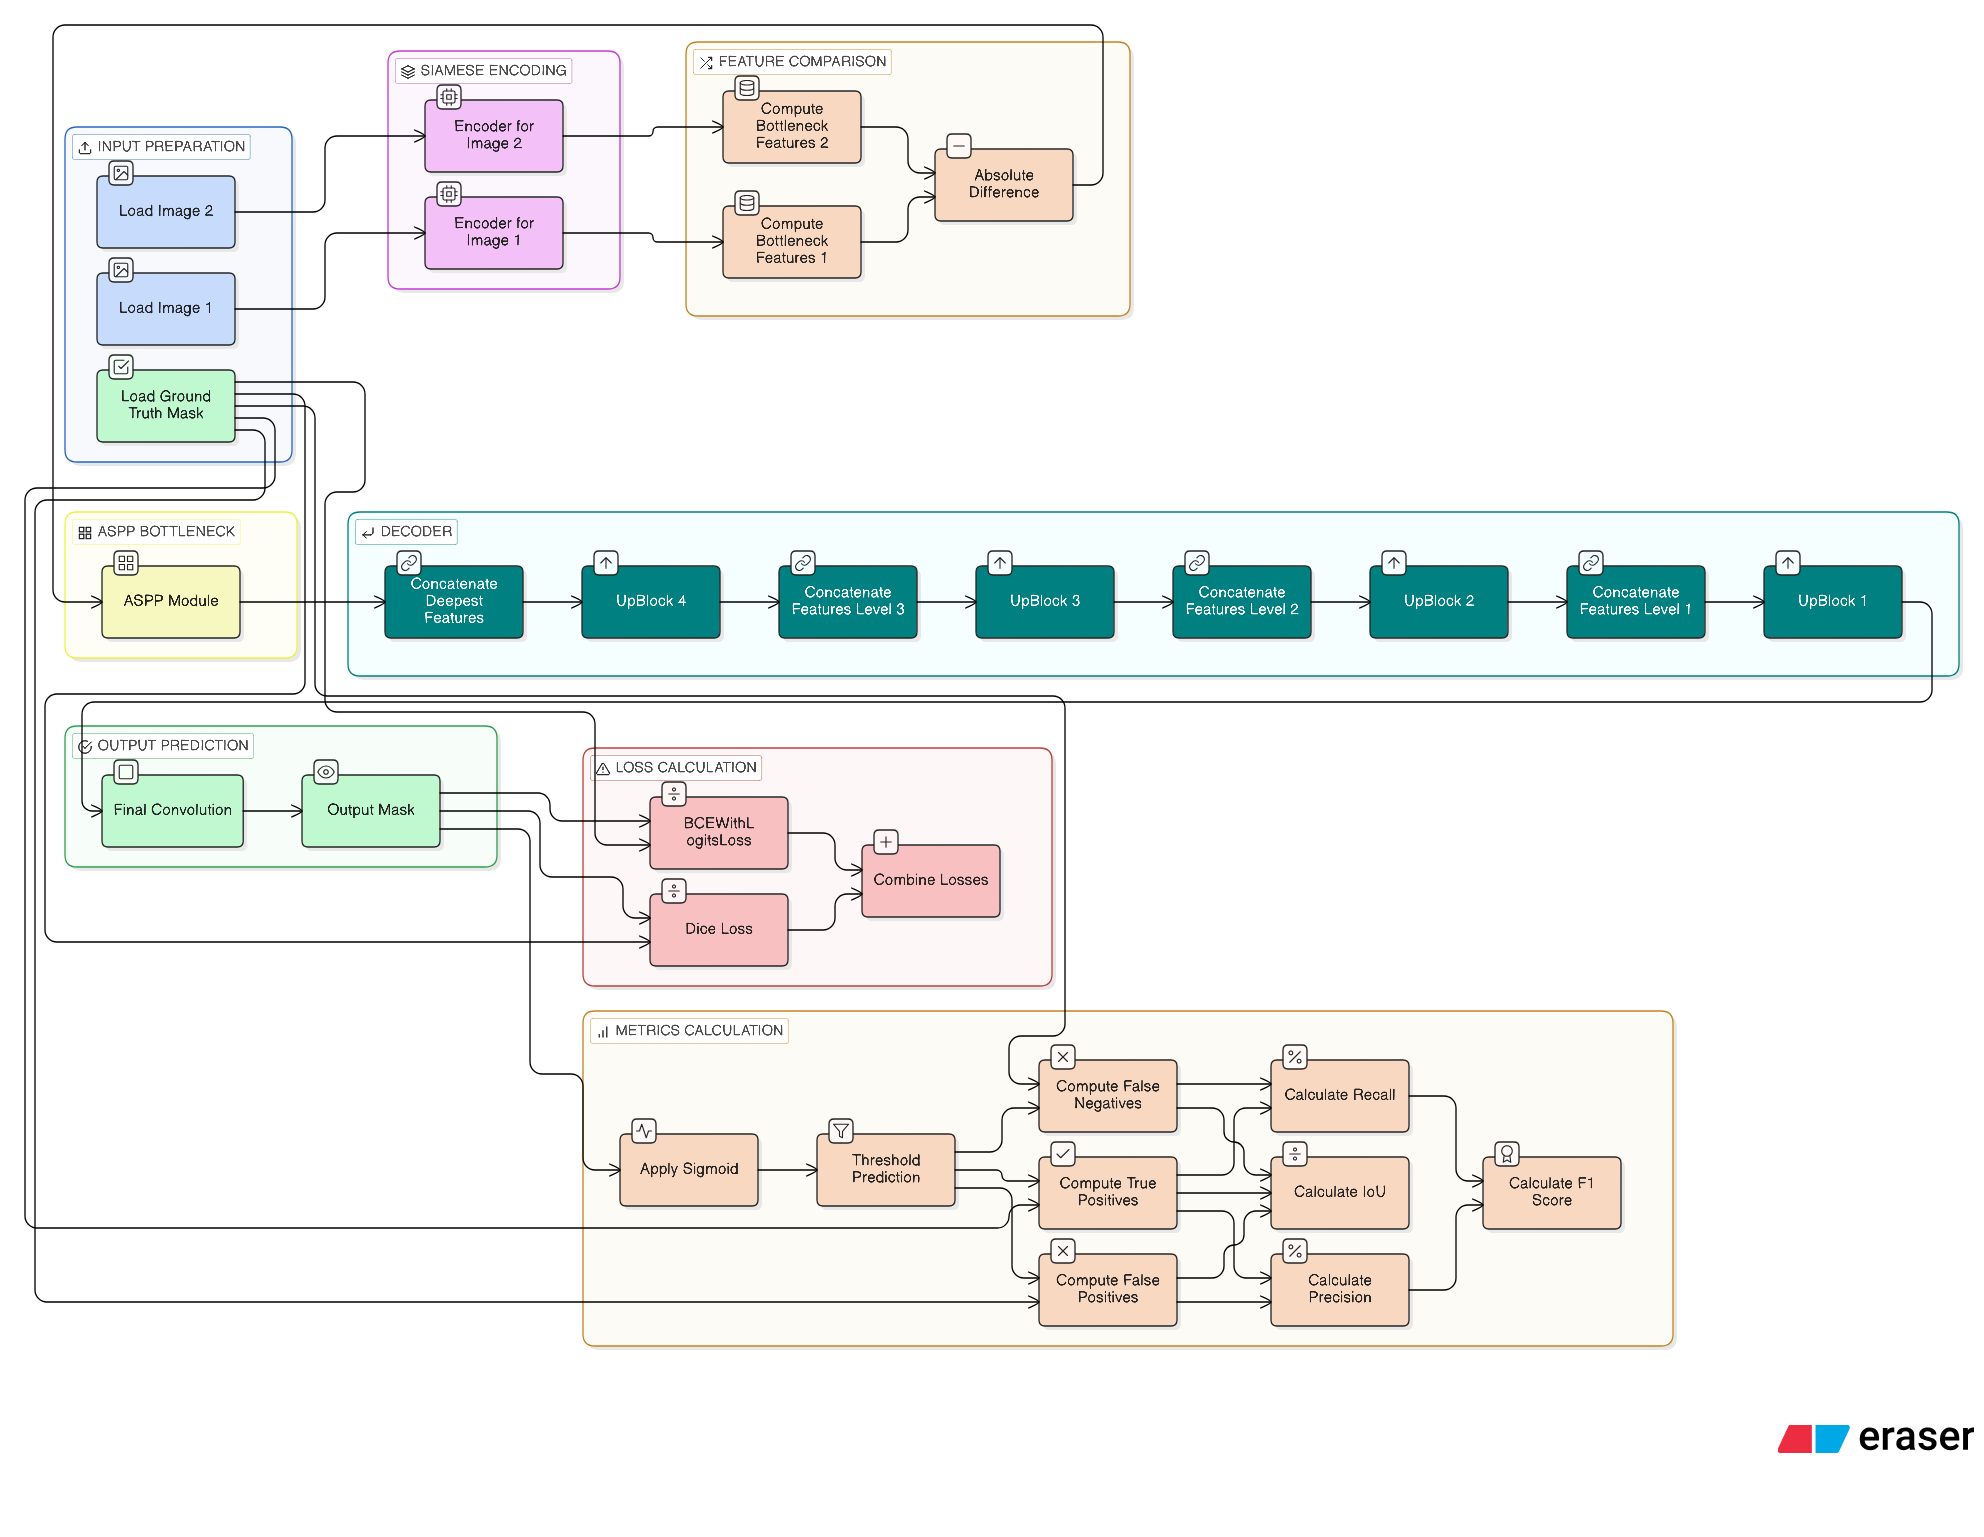 SIAMESE ENCODING
Encoder for
Image 2
Encoder for
Image 1
FEATURE COMPARISON
Compute
Bottleneck
Features 2
Compute
Bottleneck
Features 1
Absolute
Difference
INPUT PREPARATION
Load Image 2
Load Image 1
Load Ground
Truth Mask
ASPP BOTTLENECK
ASPP Module
DECODER
Concatenate
Deepest
Features
UpBlock 4
Concatenate
Features Level 3
UpBlock 3
Concatenate
Features Level 2
UpBlock 2
Concatenate
Features Level 1
UpBlock 1
OUTPUT PREDICTION
Final Convolution
Output Mask
LOSS CALCULATION
BCEWithL
ogitsLoss
Dice Loss
Combine Losses
METRICS CALCULATION
Apply Sigmoid
Threshold
Prediction
Compute False
Negatives
Compute True
Positives
Compute False
Positives
Calculate Recall
Calculate IoU
Calculate
Precision
Calculate F1
Score
eraser